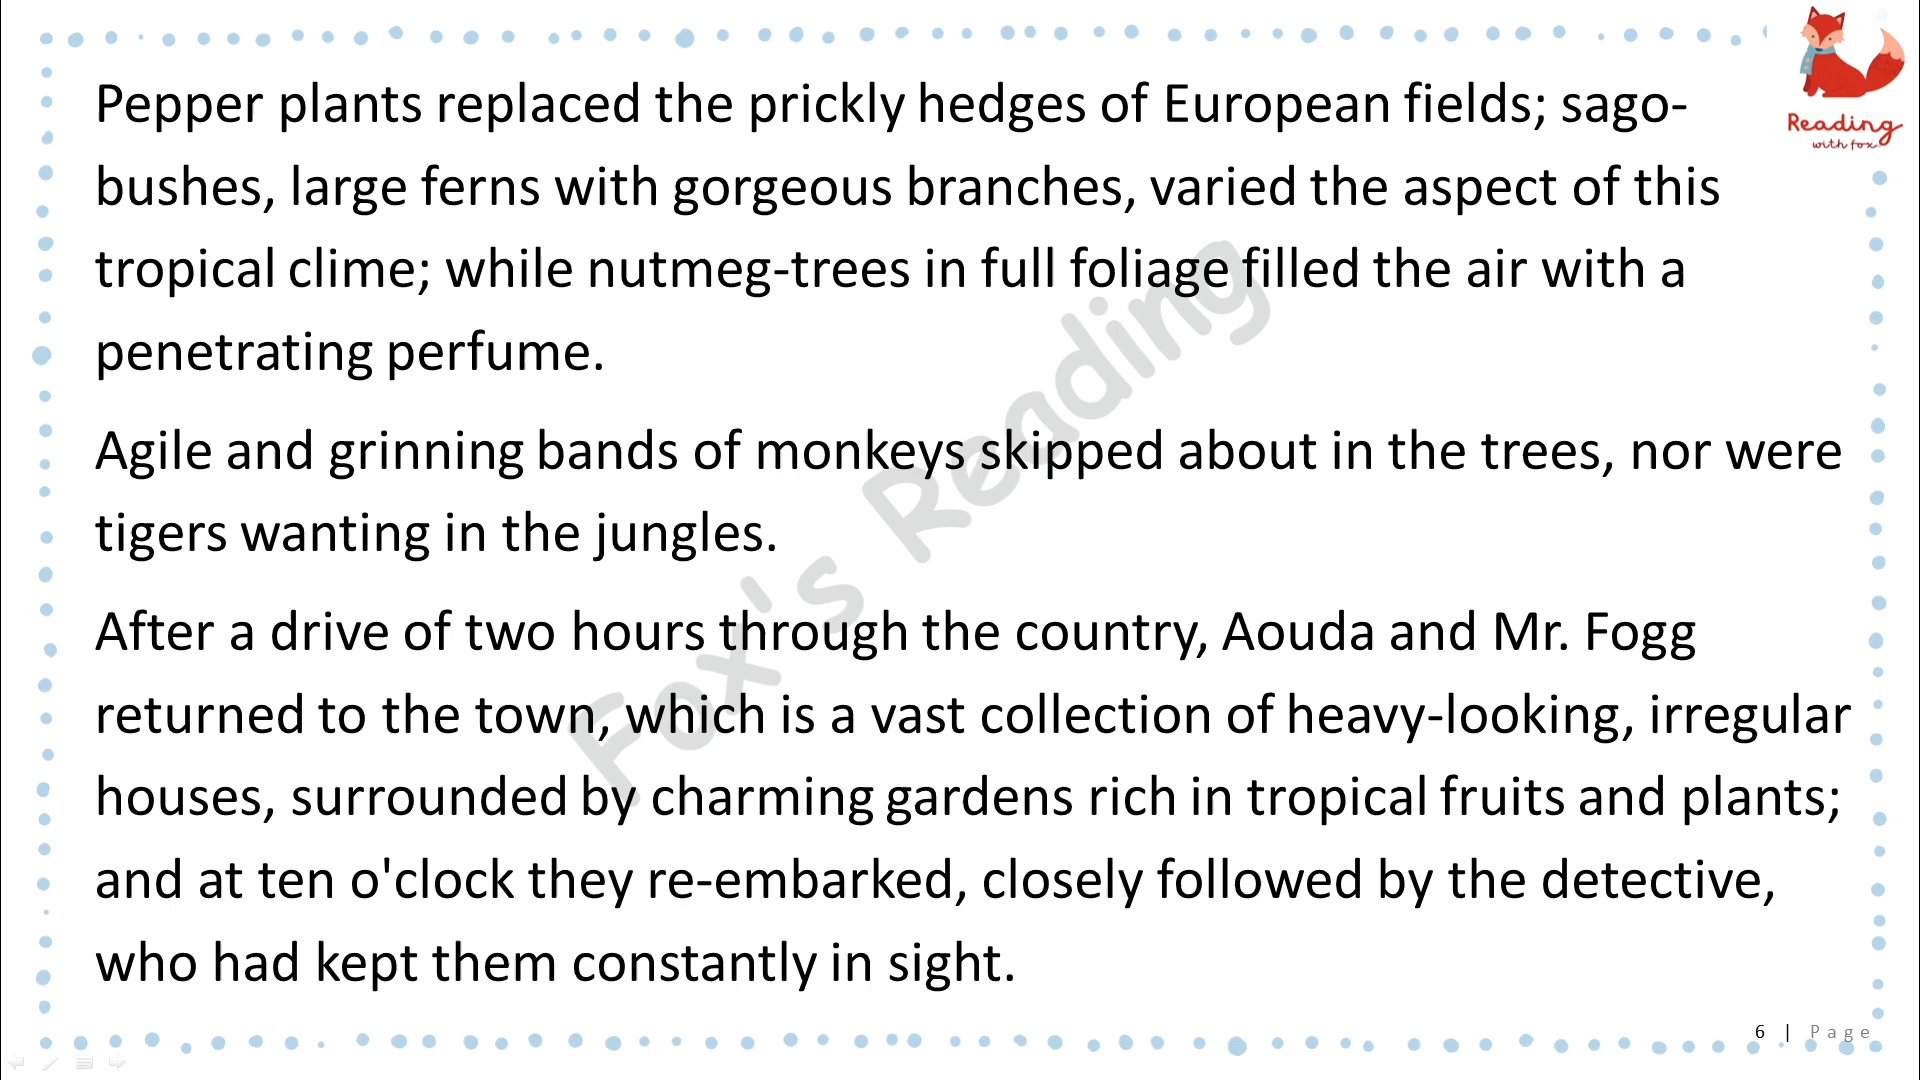 Pepper plants replaced the prickly hedges of European fields; sago-
bushes, large ferns with gorgeous branches, varied the aspect of this
tropical clime; while nutmeg-trees in full foliage filled the air with a
penetrating perfume.
Agile and grinning bands of monkeys skipped about in the trees, nor were
tigers wanting in the jungles.
After a drive of two hours through the country, Aouda and Mr. Fogg
returned to the town, which is a vast collection of heavy-looking, irregular
houses, surrounded by charming gardens rich in tropical fruits and plants;
and at ten o'clock they re-embarked, closely followed by the detective,
who had kept them constantly in sight.
Reading
with fox
Fox's Reading
6 | Page